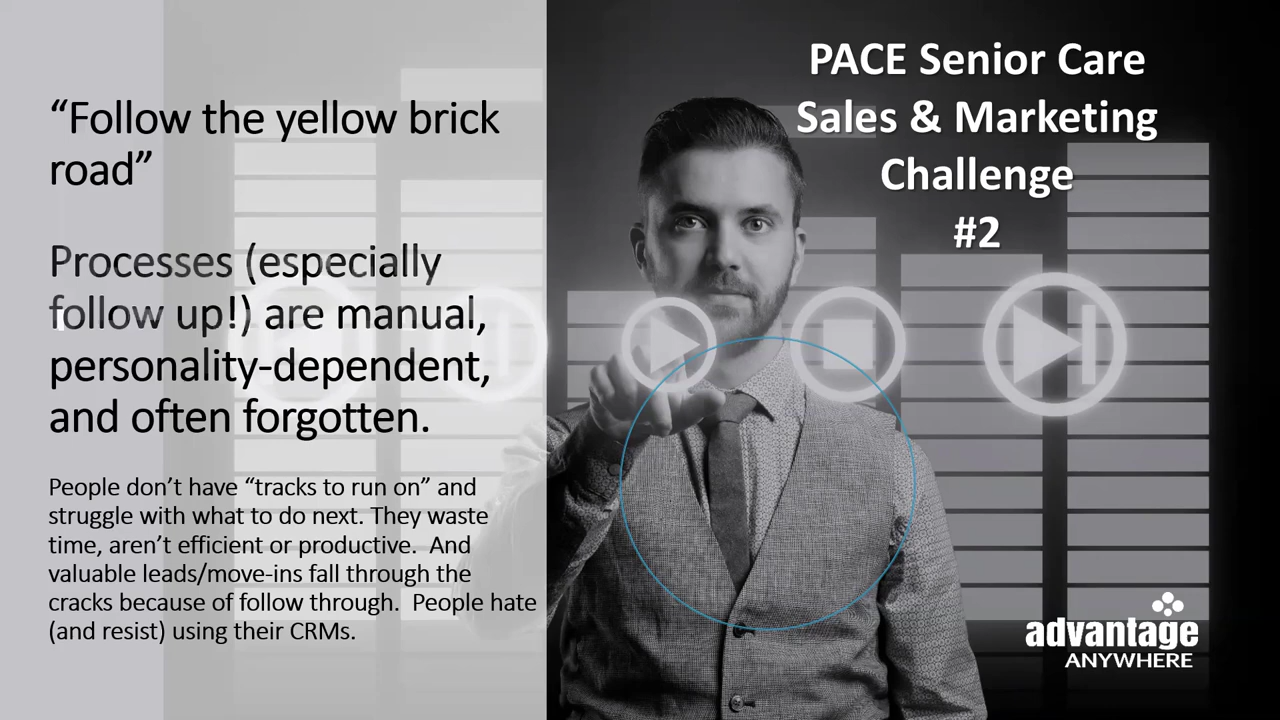 “Follow the yellow brick
road”
Processes (especially
follow up!) are manual,
personality-dependent,
and often forgotten.
People don’t have “tracks to run on” and
struggle with what to do next. They waste
time, aren’t efficient or productive.  And
valuable leads/move-ins fall through the
cracks because of follow through.  People hate
(and resist) using their CRMs.
PACE Senior Care
Sales & Marketing
Challenge
#2
advantage
ANYWHERE